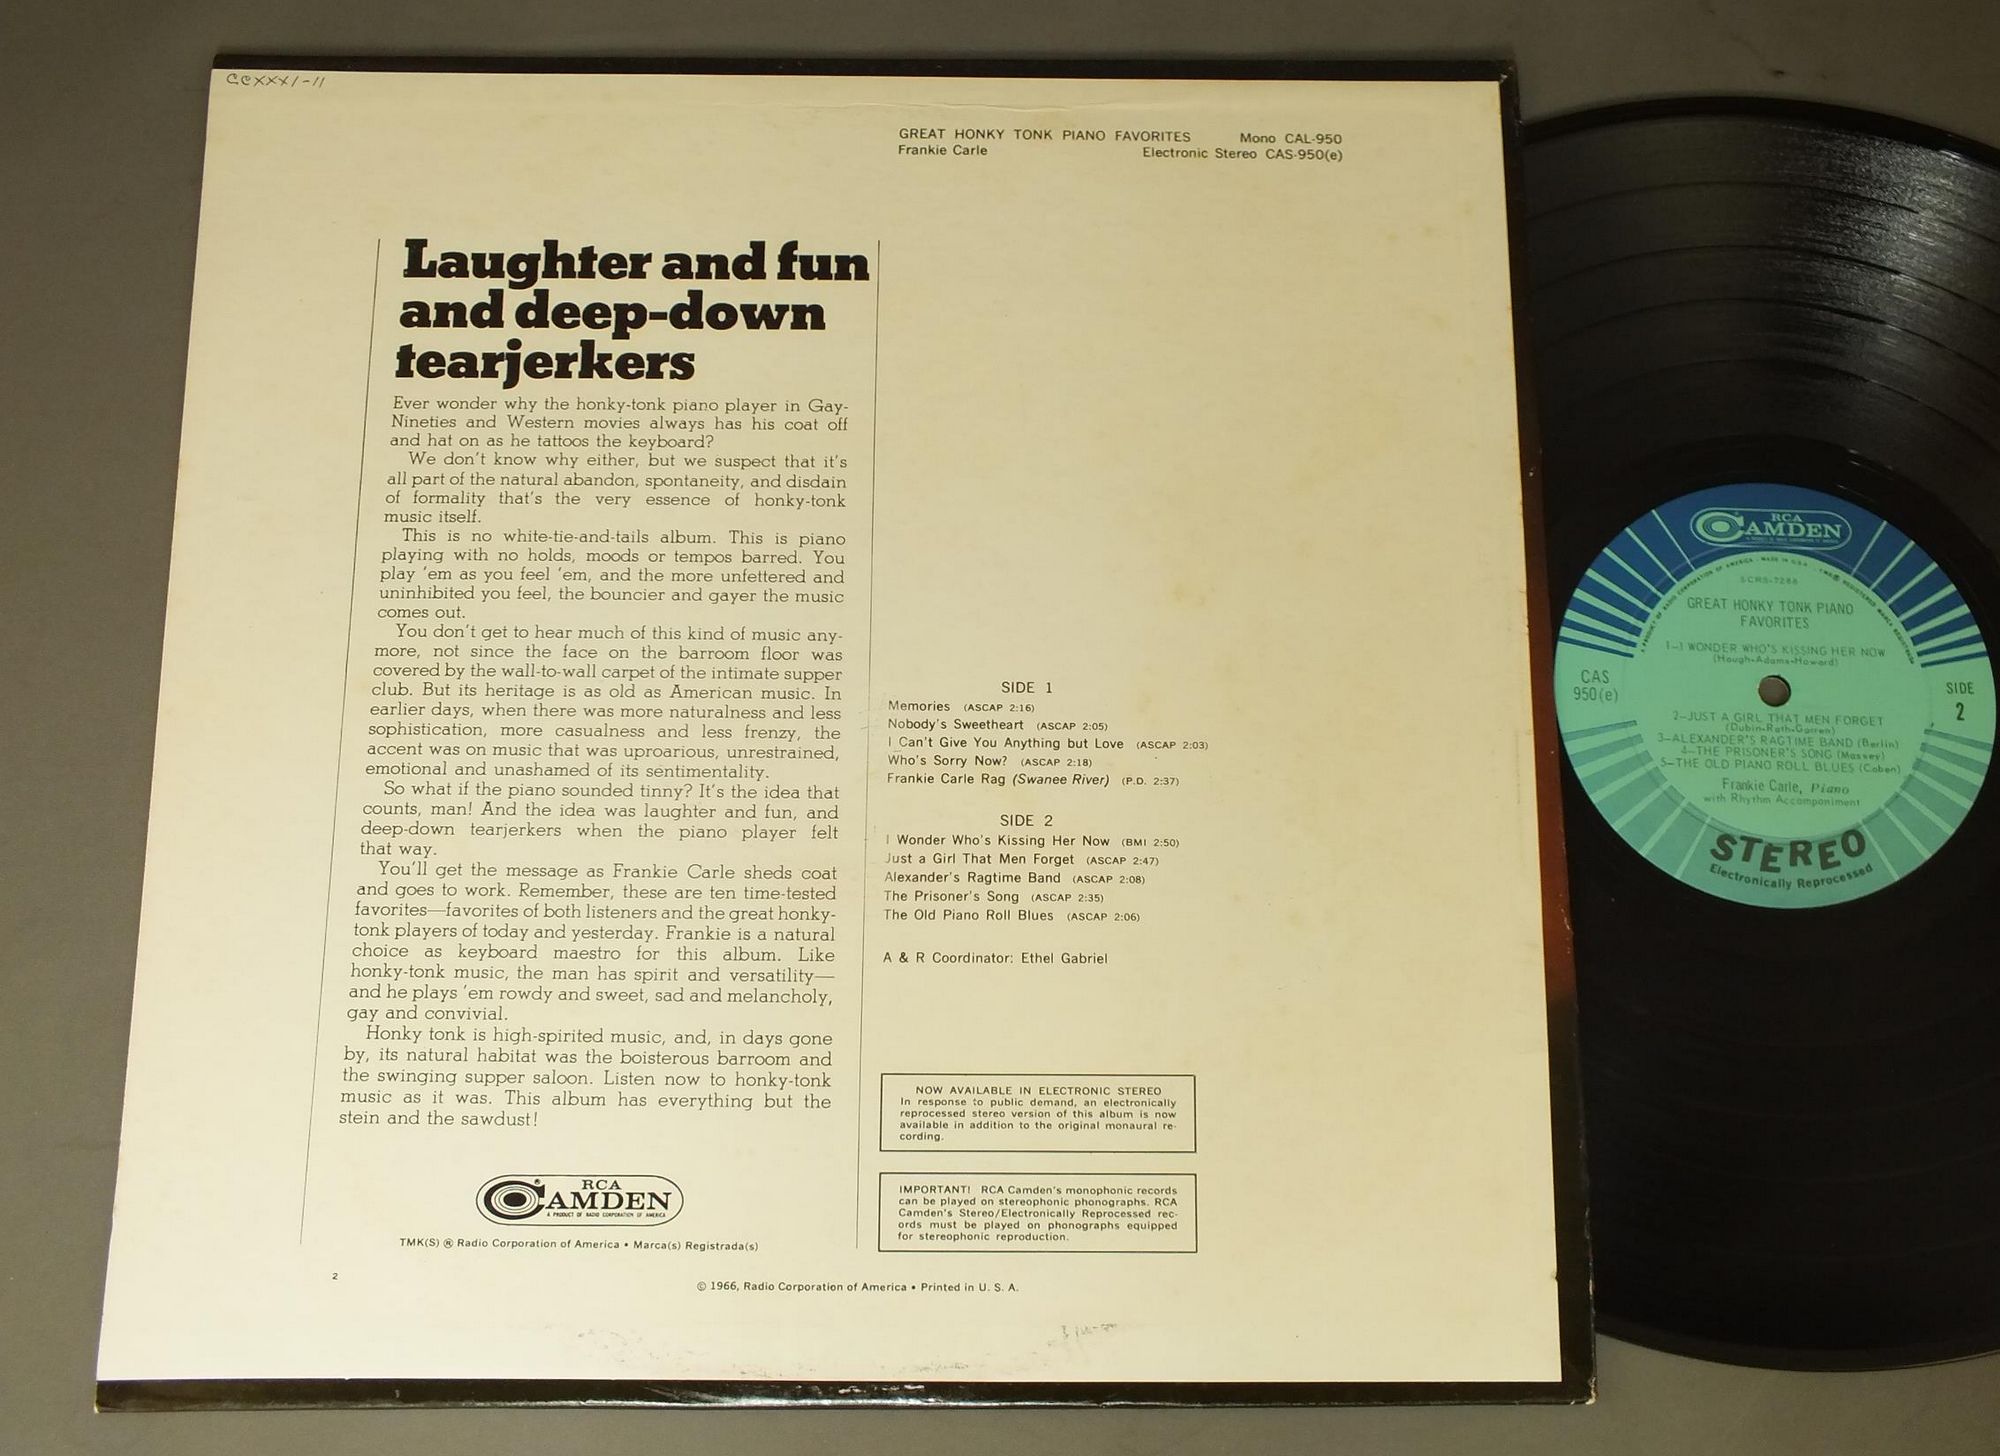 CCXXXI-11
GREAT HONKY TONK PIANO FAVORITES Mono CAL-950
Frankie Carle Electronic Stereo CAS-950(e)
Laughter and fun
and deep-down
tearjerkers
Ever wonder why the honky-tonk piano player in Gay-
Nineties and Western movies always has his coat off
and hat on as he tattoos the keyboard?
We don't know why either, but we suspect that it's
all part of the natural abandon, spontaneity, and disdain
of formality that's the very essence of honky-tonk
music itself.
This is no white-tie-and-tails album. This is piano
playing with no holds, moods or tempos barred. You
play 'em as you feel 'em, and the more unfettered and
uninhibited you feel, the bouncier and gayer the music
comes out.
You don't get to hear much of this kind of music any-
more, not since the face on the barroom floor was
covered by the wall-to-wall carpet of the intimate supper
club. But its heritage is as old as American music. In
earlier days, when there was more naturalness and less
sophistication, more casualness and less frenzy, the
accent was on music that was uproarious, unrestrained,
emotional and unashamed of its sentimentality.
So what if the piano sounded tinny? It's the idea that
counts, man! And the idea was laughter and fun, and
deep-down tearjerkers when the piano player felt
that way.
You'll get the message as Frankie Carle sheds coat
and goes to work. Remember, these are ten time-tested
favorites—favorites of both listeners and the great honky-
tonk players of today and yesterday. Frankie is a natural
choice as keyboard maestro for this album. Like
honky-tonk music, the man has spirit and versatility—
and he plays 'em rowdy and sweet, sad and melancholy,
gay and convivial.
Honky tonk is high-spirited music, and, in days gone
by, its natural habitat was the boisterous barroom and
the swinging supper saloon. Listen now to honky-tonk
music as it was. This album has everything but the
stein and the sawdust!
RCA
CAMDEN
A PRODUCT OF RADIO CORPORATION OF AMERICA
TMK(S) ® Radio Corporation of America • Marca(s) Registrada(s)
SIDE 1
Memories (ASCAP 2:16)
Nobody's Sweetheart (ASCAP 2:05)
I Can't Give You Anything but Love (ASCAP 2:03)
Who's Sorry Now? (ASCAP 2:18)
Frankie Carle Rag (Swanee River) (P.D. 2:37)
SIDE 2
I Wonder Who's Kissing Her Now (BMI 2:50)
Just a Girl That Men Forget (ASCAP 2:47)
Alexander's Ragtime Band (ASCAP 2:08)
The Prisoner's Song (ASCAP 2:35)
The Old Piano Roll Blues (ASCAP 2:06)
A & R Coordinator: Ethel Gabriel
NOW AVAILABLE IN ELECTRONIC STEREO
In response to public demand, an electronically
reprocessed stereo version of this album is now
available in addition to the original monaural re-
cording.
IMPORTANT! RCA Camden's monophonic records
can be played on stereophonic phonographs. RCA
Camden's Stereo/Electronically Reprocessed rec-
ords must be played on phonographs equipped
for stereophonic reproduction.
2
© 1966, Radio Corporation of America • Printed in U. S. A.
RCA
CAMDEN
SCRS-7288
GREAT HONKY TONK PIANO
FAVORITES
1—I WONDER WHO'S KISSING HER NOW
(Hough-Adams-Howard)
CAS
950(e)
SIDE
2
2—JUST A GIRL THAT MEN FORGET
(Dubin-Rath-Garren)
3—ALEXANDER'S RAGTIME BAND (Berlin)
4—THE PRISONER'S SONG (Massey)
5—THE OLD PIANO ROLL BLUES (Coben)
Frankie Carle, Piano
with Rhythm Accompaniment
STEREO
Electronically Reprocessed